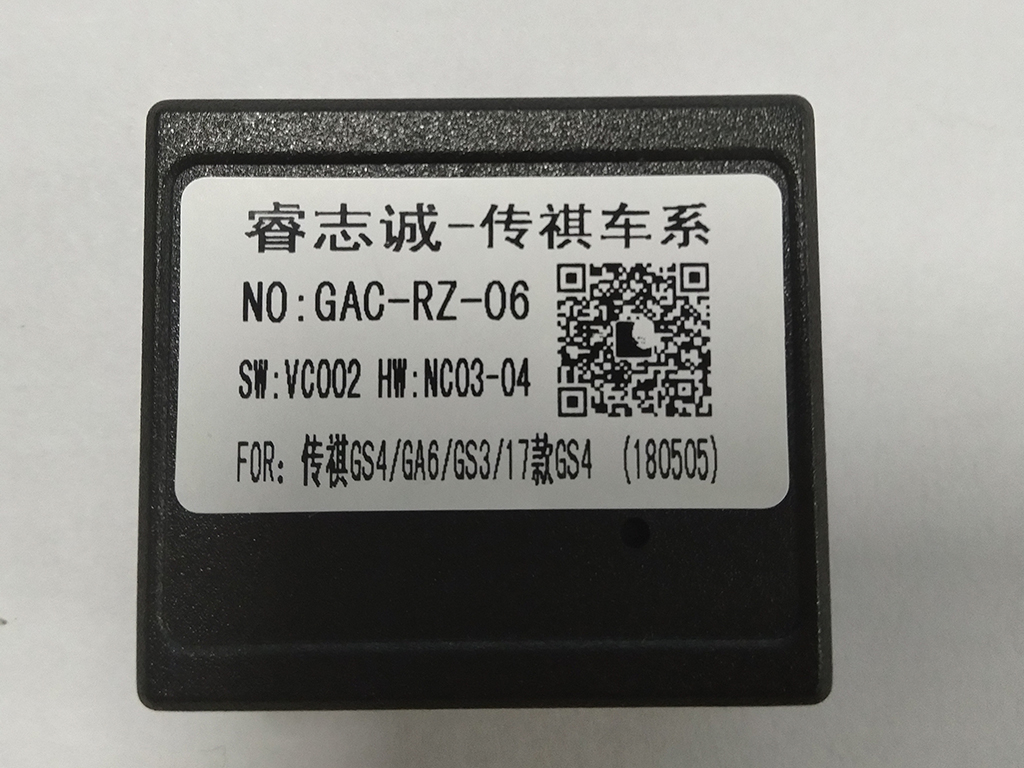 睿志诚-传祺车系
NO:GAC-RZ-06
SW:VC002 HW:NC03-04
FOR: 传祺GS4/GA6/GS3/17款GS4 (180505)